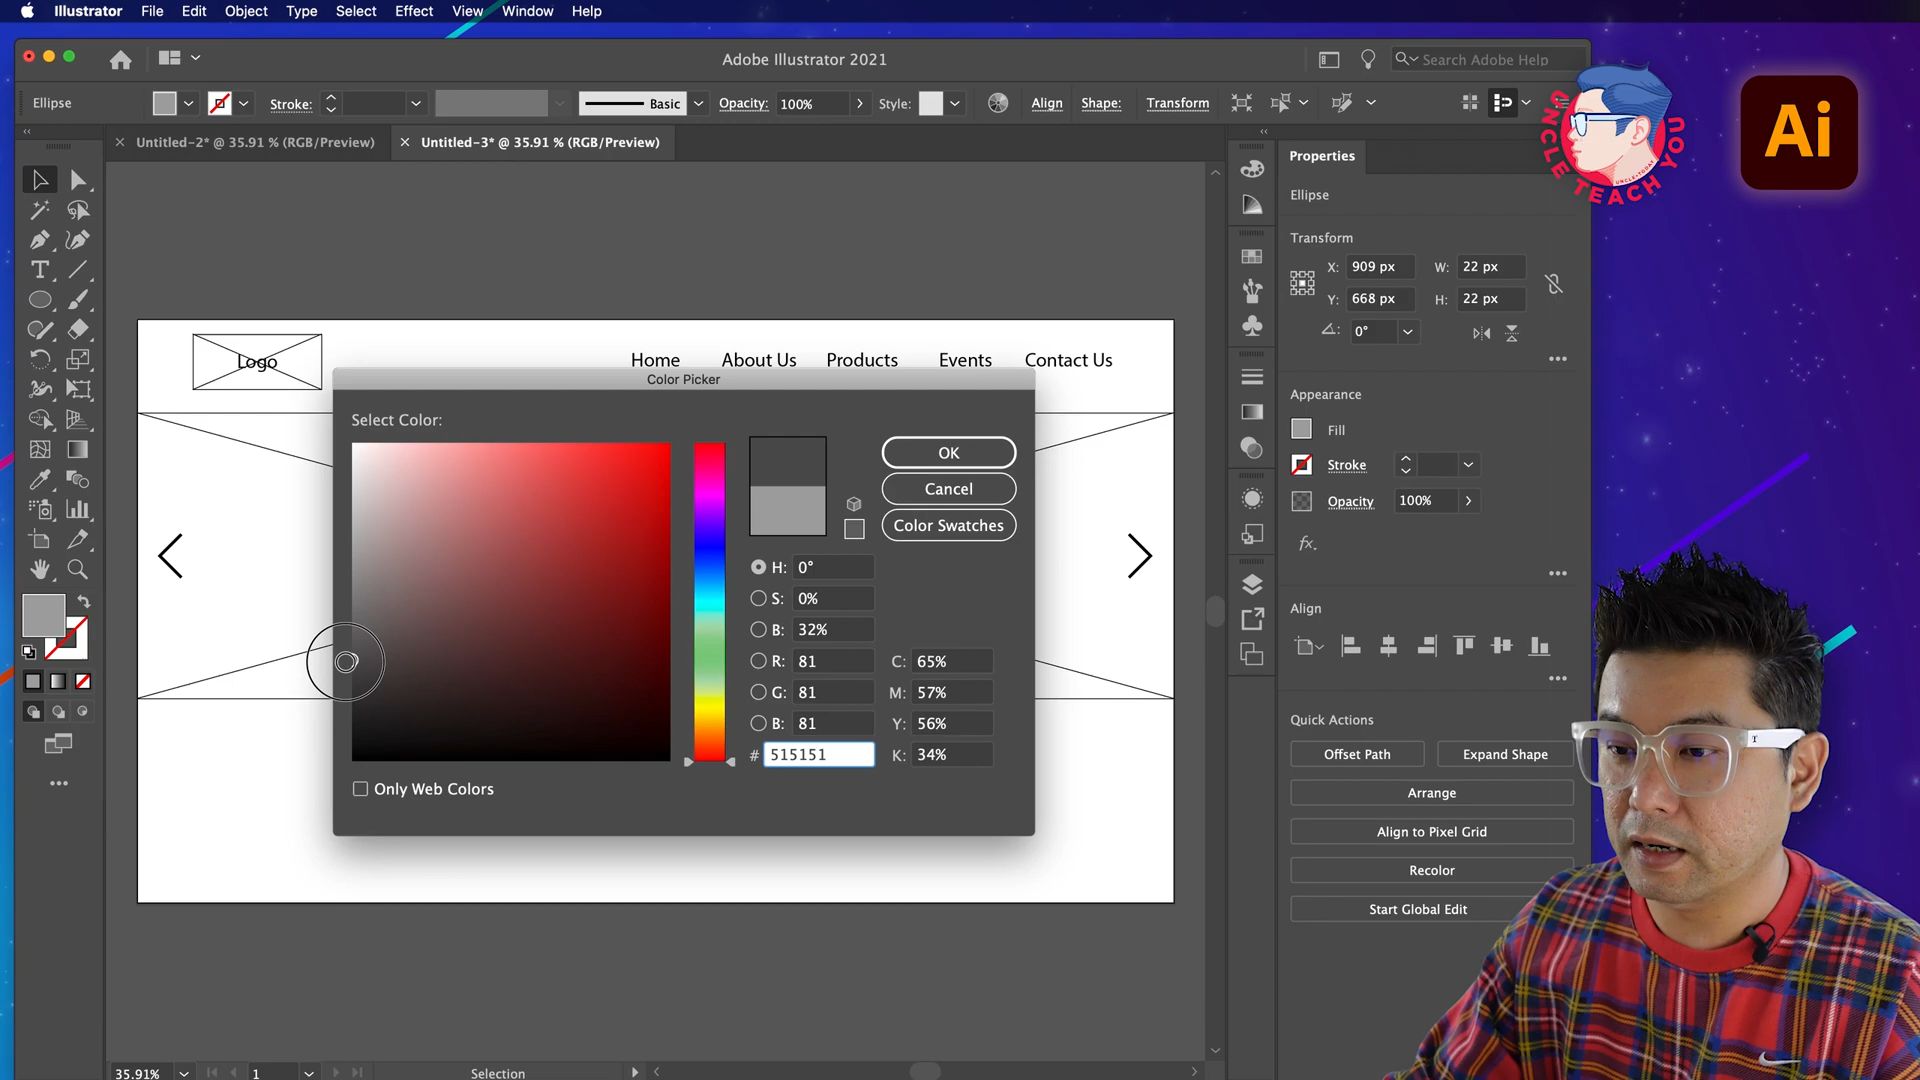 Illustrator File Edit Object Type Select Effect View Window Help
Adobe Illustrator 2021
Search Adobe Help
Ellipse Stroke: Basic Opacity: 100% Style: Align Shape: Transform
Untitled-2* @ 35.91 % (RGB/Preview) Untitled-3* @ 35.91 % (RGB/Preview)
UNCLE TEACH YOU
UNCLE-TODAY
Ai
Properties
Ellipse
Transform
X: 909 px W: 22 px
Y: 668 px H: 22 px
0°
Appearance
Fill
Stroke
Opacity 100%
fx.
Align
Quick Actions
Offset Path Expand Shape
Arrange
Align to Pixel Grid
Recolor
Start Global Edit
Logo
Home About Us Products Events Contact Us
Color Picker
Select Color:
OK
Cancel
Color Swatches
H: 0°
S: 0%
B: 32%
R: 81 C: 65%
G: 81 M: 57%
B: 81 Y: 56%
# 515151 K: 34%
Only Web Colors
35.91% 1 Selection